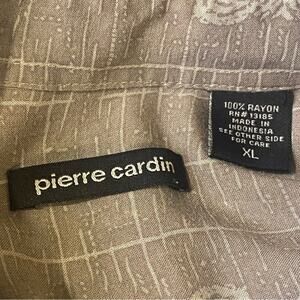 pierre cardin
100% RAYON
RN# 13185
MADE IN
INDONESIA
SEE OTHER SIDE
FOR CARE
XL